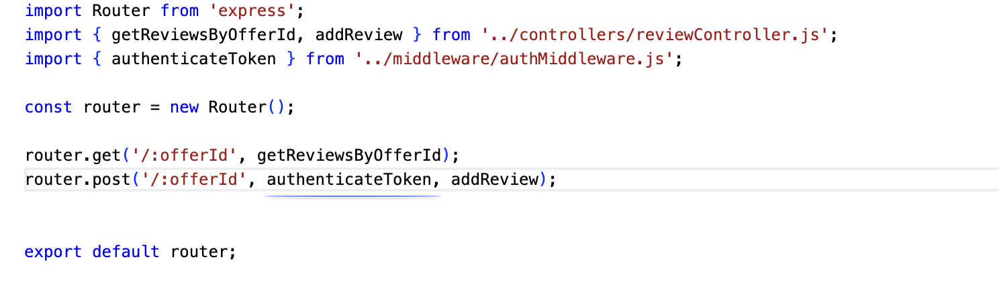 import Router from 'express';
import { getReviewsByOfferId, addReview } from '../controllers/reviewController.js';
import { authenticateToken } from '../middleware/authMiddleware.js';
const router = new Router();
router.get('/:offerId', getReviewsByOfferId);
router.post('/:offerId', authenticateToken, addReview);
export default router;